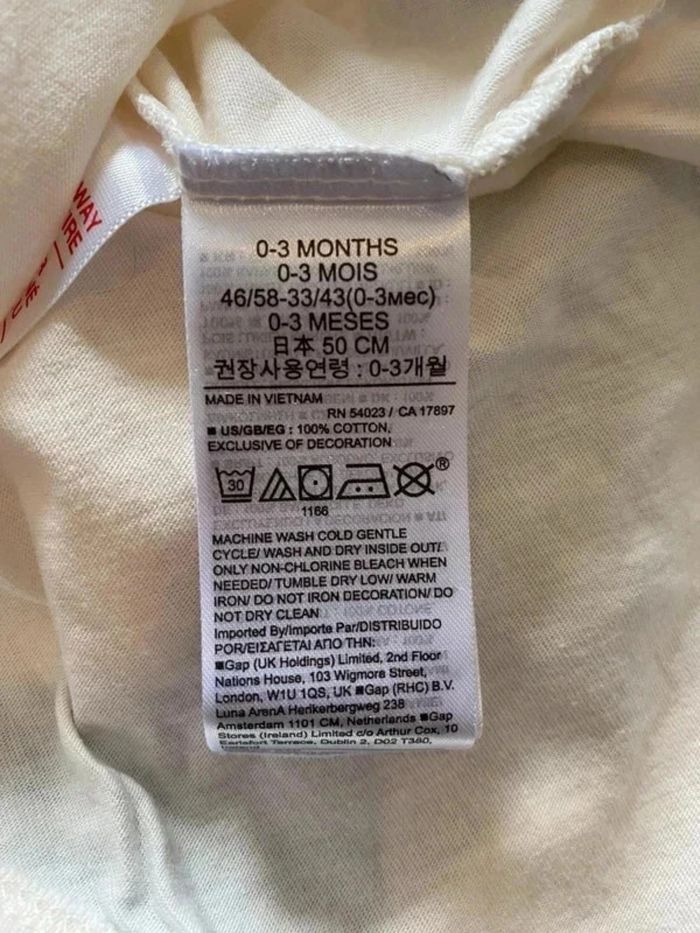 WAY
0-3 MONTHS
0-3 MOIS
46/58-33/43(0-3мес)
0-3 MESES
日本 50 CM
권장사용연령 : 0-3개월
MADE IN VIETNAM
RN 54023 / CA 17897
■ US/GB/EG : 100% COTTON,
EXCLUSIVE OF DECORATION
30
®
1166
MACHINE WASH COLD GENTLE
CYCLE/ WASH AND DRY INSIDE OUT/
ONLY NON-CHLORINE BLEACH WHEN
NEEDED/ TUMBLE DRY LOW/ WARM
IRON/ DO NOT IRON DECORATION/ DO
NOT DRY CLEAN
Imported By/Importe Par/DISTRIBUIDO
POR/ΕΙΣΑΓΕΤΑΙ ΑΠΟ ΤΗΝ:
■Gap (UK Holdings) Limited, 2nd Floor
Nations House, 103 Wigmore Street,
London, W1U 1QS, UK ■Gap (RHC) B.V.
Luna ArenA Herikerbergweg 238
Amsterdam 1101 CM, Netherlands ■Gap
Stores (Ireland) Limited c/o Arthur Cox, 10
Earlsfort Terrace, Dublin 2, D02 T380,
Ireland